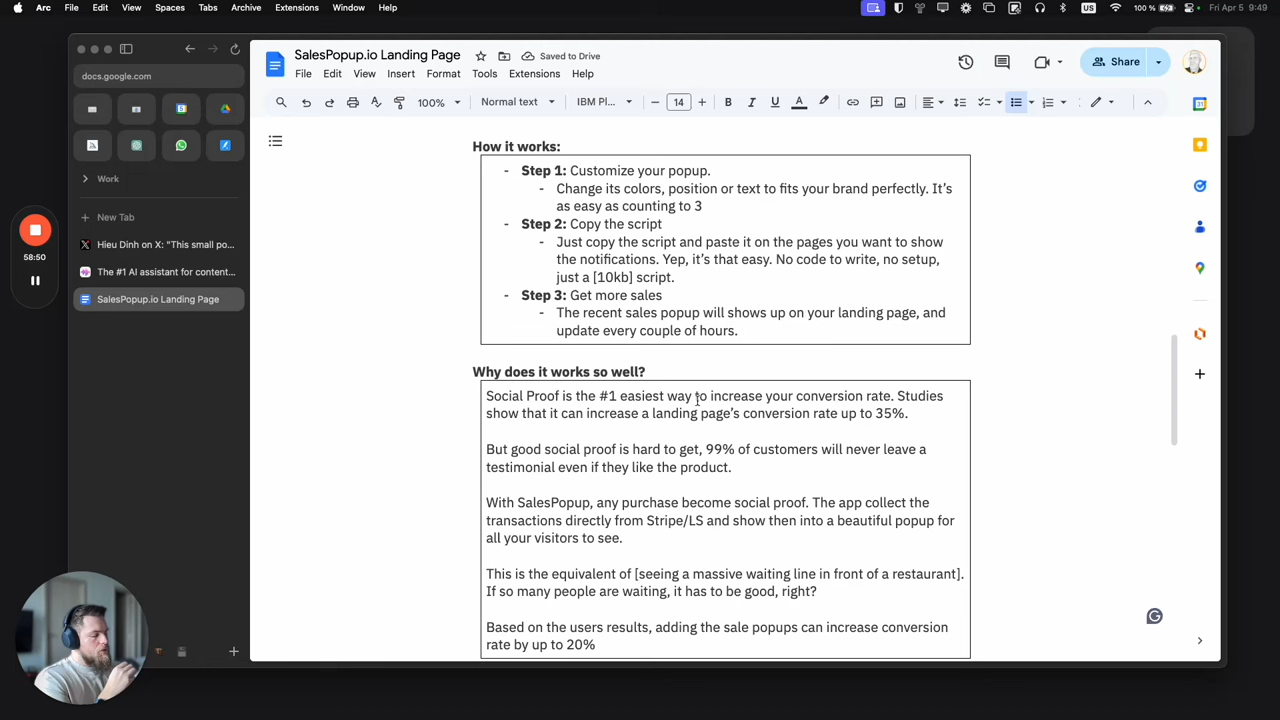 Arc File Edit View Spaces Tabs Archive Extensions Window Help
US 100 % Fri Apr 5 9:49
docs.google.com
Work
New Tab
Hieu Dinh on X: "This small po...
The #1 AI assistant for content...
SalesPopup.io Landing Page
58:50
SalesPopup.io Landing Page
Saved to Drive
File Edit View Insert Format Tools Extensions Help
Share
100% Normal text IBM Pl... 14 B I U A
How it works:
- Step 1: Customize your popup.
- Change its colors, position or text to fits your brand perfectly. It's
as easy as counting to 3
- Step 2: Copy the script
- Just copy the script and paste it on the pages you want to show
the notifications. Yep, it's that easy. No code to write, no setup,
just a [10kb] script.
- Step 3: Get more sales
- The recent sales popup will shows up on your landing page, and
update every couple of hours.
Why does it works so well?
Social Proof is the #1 easiest way to increase your conversion rate. Studies
show that it can increase a landing page's conversion rate up to 35%.
But good social proof is hard to get, 99% of customers will never leave a
testimonial even if they like the product.
With SalesPopup, any purchase become social proof. The app collect the
transactions directly from Stripe/LS and show then into a beautiful popup for
all your visitors to see.
This is the equivalent of [seeing a massive waiting line in front of a restaurant].
If so many people are waiting, it has to be good, right?
Based on the users results, adding the sale popups can increase conversion
rate by up to 20%